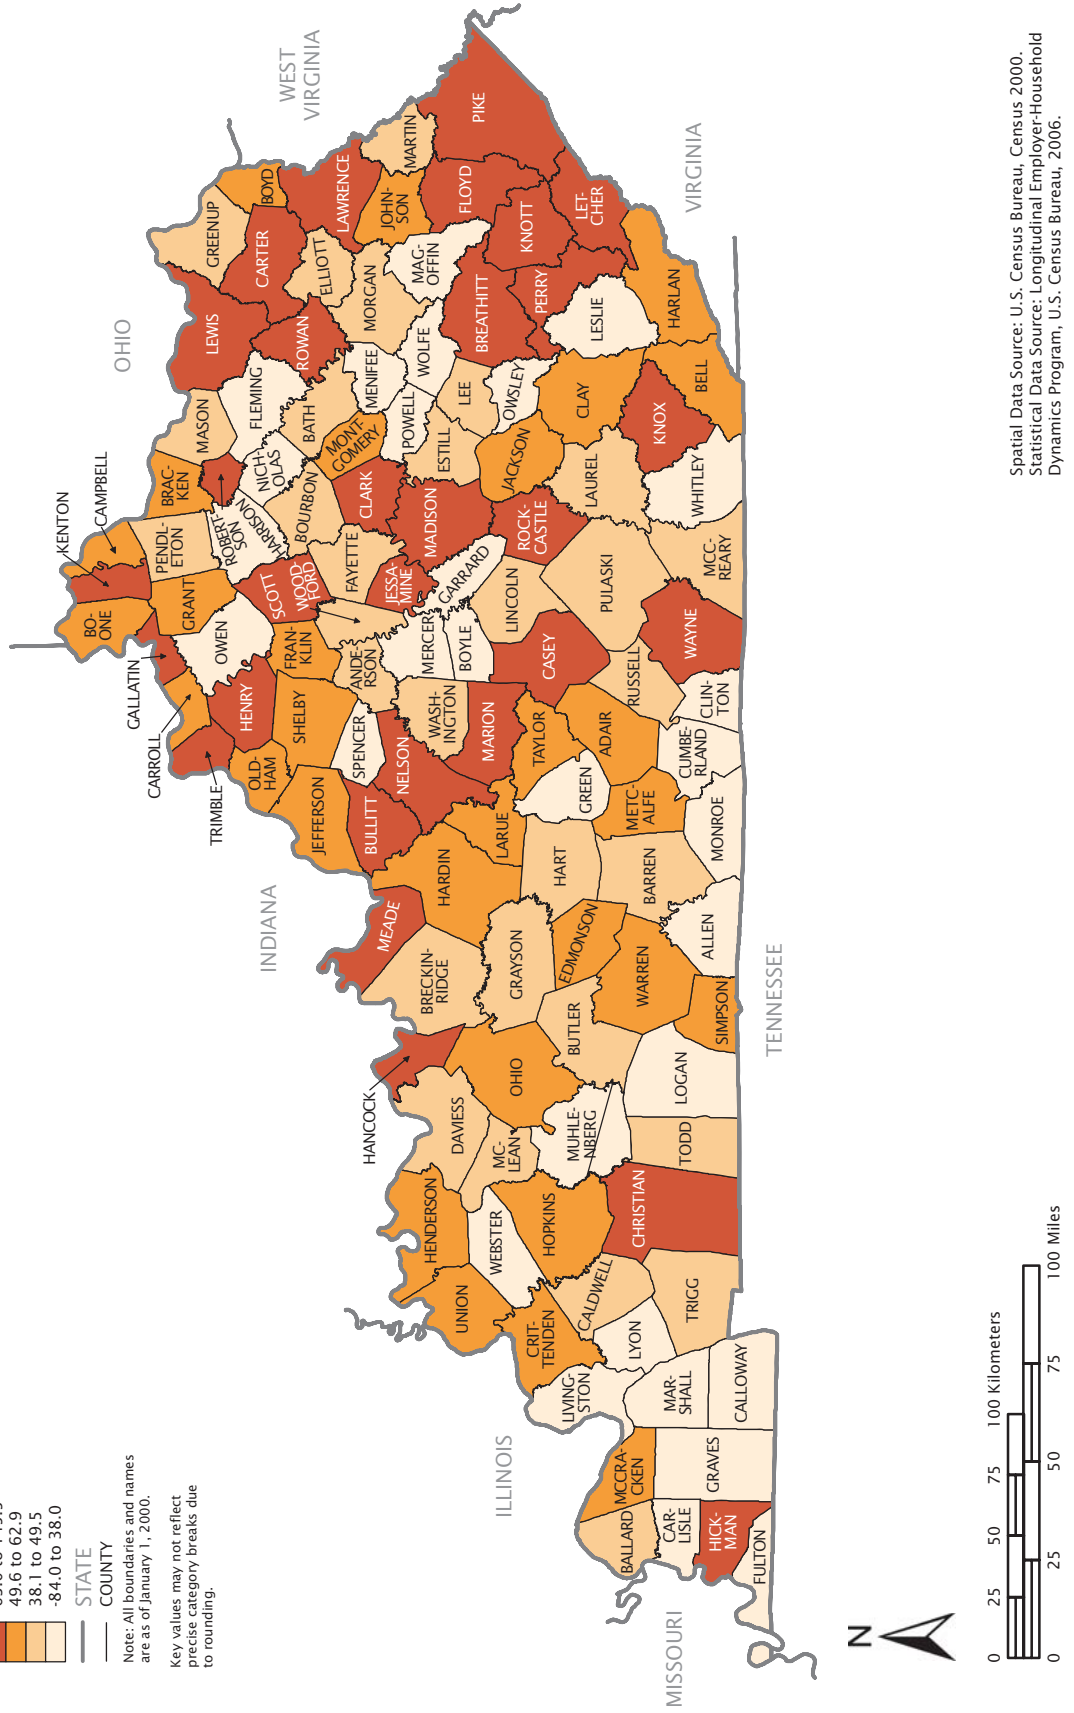 49.6 to 62.9
38.1 to 49.5
-84.0 to 38.0
STATE
COUNTY
Note: All boundaries and names
are as of January 1, 2000.
Key values may not reflect
precise category breaks due
to rounding.
OHIO
WEST
VIRGINIA
VIRGINIA
INDIANA
ILLINOIS
MISSOURI
TENNESSEE
KENTON
CAMPBELL
BO-
ONE
GALLATIN
CARROLL
TRIMBLE
GRANT
PENDL-
ETON
BRAC-
KEN
MASON
LEWIS
GREENUP
BOYD
CARTER
LAWRENCE
ROBERT-
SON
FLEMING
ROWAN
ELLIOTT
OWEN
HARRISON
NICH-
OLAS
BATH
MORGAN
JOHN-
SON
MARTIN
HENRY
SCOTT
BOURBON
MONT-
GOMERY
MENIFEE
MAG-
OFFIN
FLOYD
PIKE
OLD-
HAM
SHELBY
FRAN-
KLIN
WOOD-
FORD
FAYETTE
CLARK
POWELL
WOLFE
BREATHITT
KNOTT
JEFFERSON
SPENCER
ANDE-
RSON
JESSA-
MINE
MADISON
ESTILL
LEE
OWSLEY
PERRY
LET-
CHER
BULLITT
NELSON
WASH-
INGTON
MERCER
BOYLE
GARRARD
ROCK-
CASTLE
JACKSON
CLAY
LESLIE
HARLAN
MEADE
HARDIN
LARUE
MARION
CASEY
LINCOLN
PULASKI
LAUREL
KNOX
BELL
HANCOCK
BRECKIN-
RIDGE
GRAYSON
HART
GREEN
TAYLOR
ADAIR
RUSSELL
WAYNE
MCC-
REARY
WHITLEY
HENDERSON
DAVIESS
OHIO
BUTLER
EDMONSON
WARREN
BARREN
METC-
ALFE
CUMBE-
RLAND
CLIN-
TON
MONROE
ALLEN
SIMPSON
UNION
WEBSTER
MC-
LEAN
HOPKINS
MUHLE-
NBERG
LOGAN
TODD
CHRISTIAN
CRIT-
TENDEN
CALDWELL
LYON
TRIGG
LIVING-
STON
MAR-
SHALL
CALLOWAY
MCCRA-
CKEN
GRAVES
BALLARD
CAR-
LISLE
HICK-
MAN
FULTON
N
0
25
50
75
100 Kilometers
0
25
50
75
100 Miles
Spatial Data Source: U.S. Census Bureau, Census 2000.
Statistical Data Source: Longitudinal Employer-Household
Dynamics Program, U.S. Census Bureau, 2006.